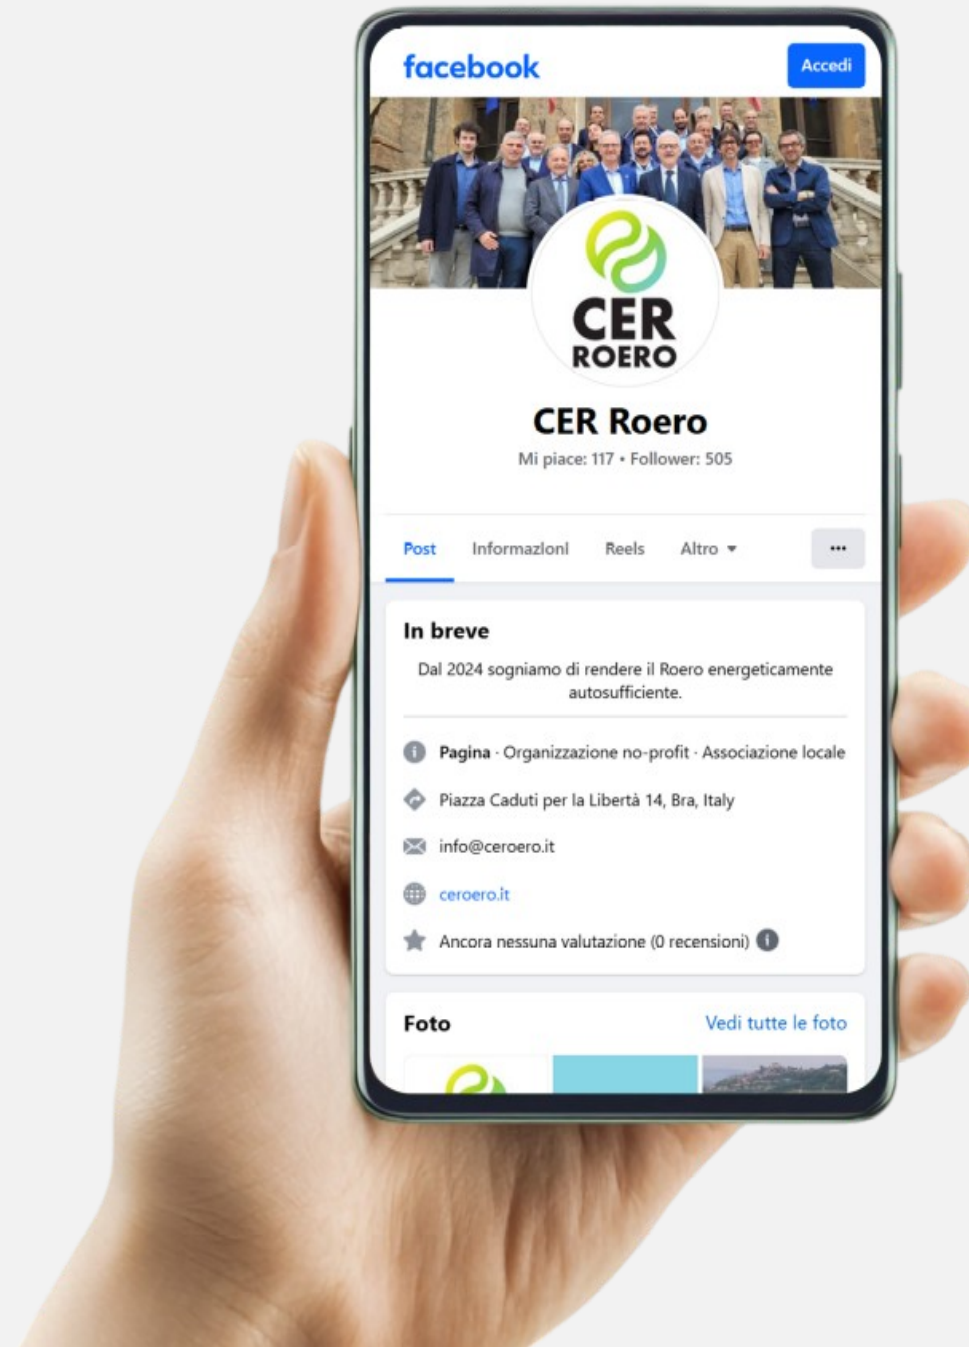 facebook
Accedi
CER
ROERO
CER Roero
Mi piace: 117 • Follower: 505
Post Informazioni Reels Altro
In breve
Dal 2024 sogniamo di rendere il Roero energeticamente
autosufficiente.
Pagina · Organizzazione no-profit · Associazione locale
Piazza Caduti per la Libertà 14, Bra, Italy
info@ceroero.it
ceroero.it
Ancora nessuna valutazione (0 recensioni)
Foto
Vedi tutte le foto